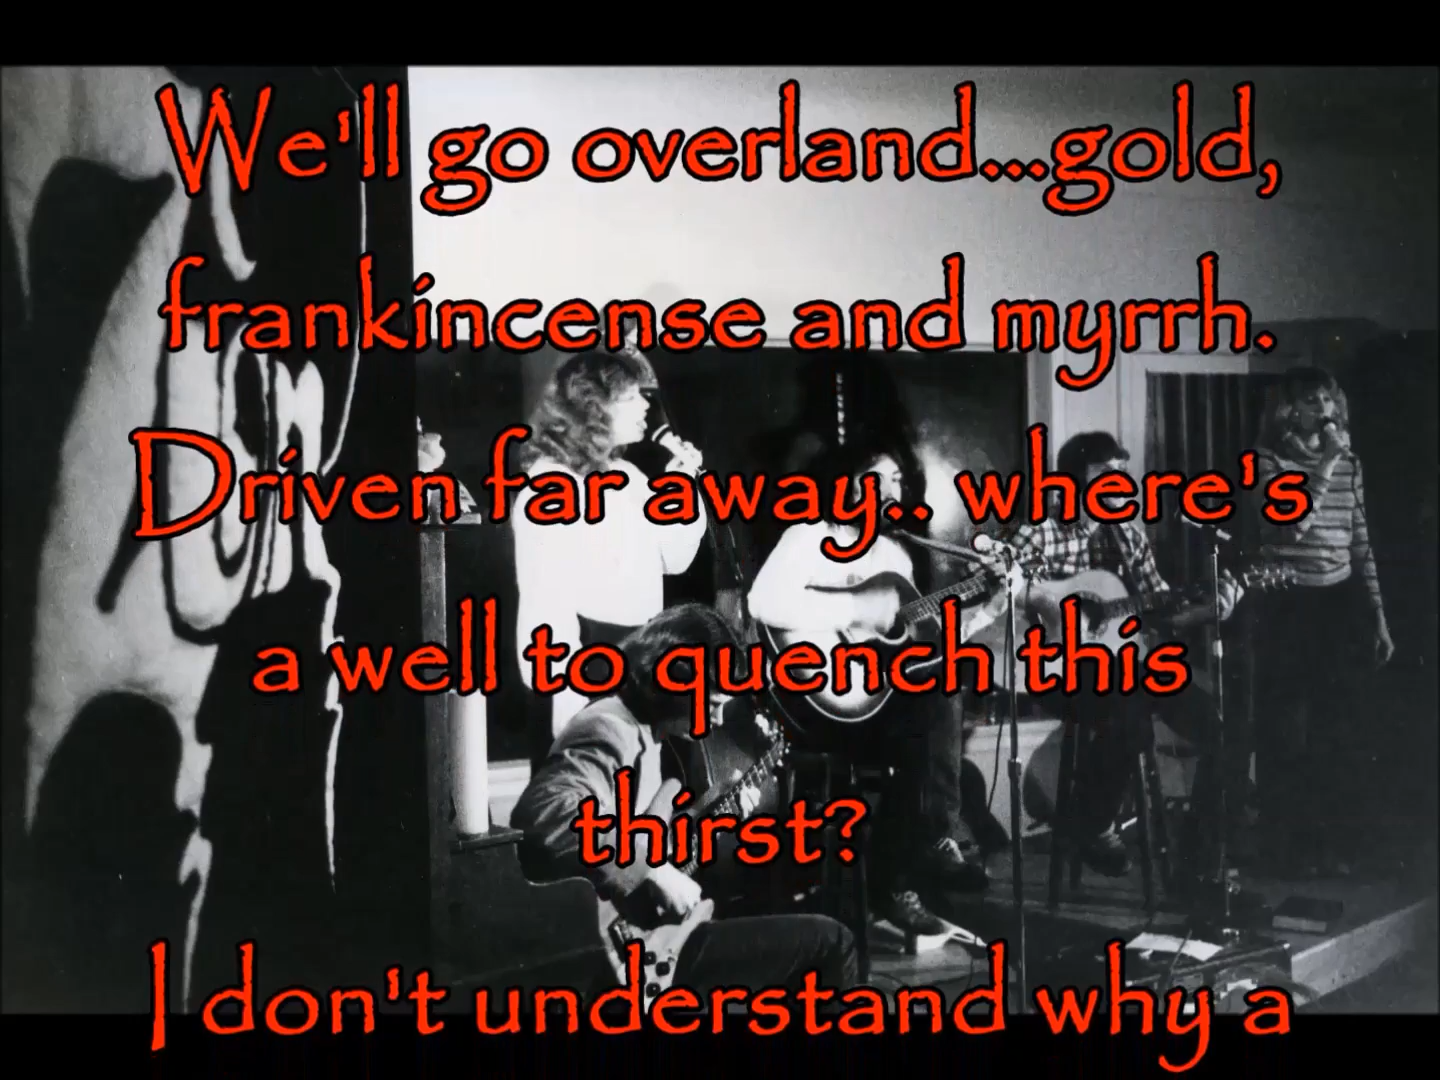 We'll go overland...gold,
frankincense and myrrh.
Driven far away.. where's
a well to quench this
thirst?
I don't understand why a